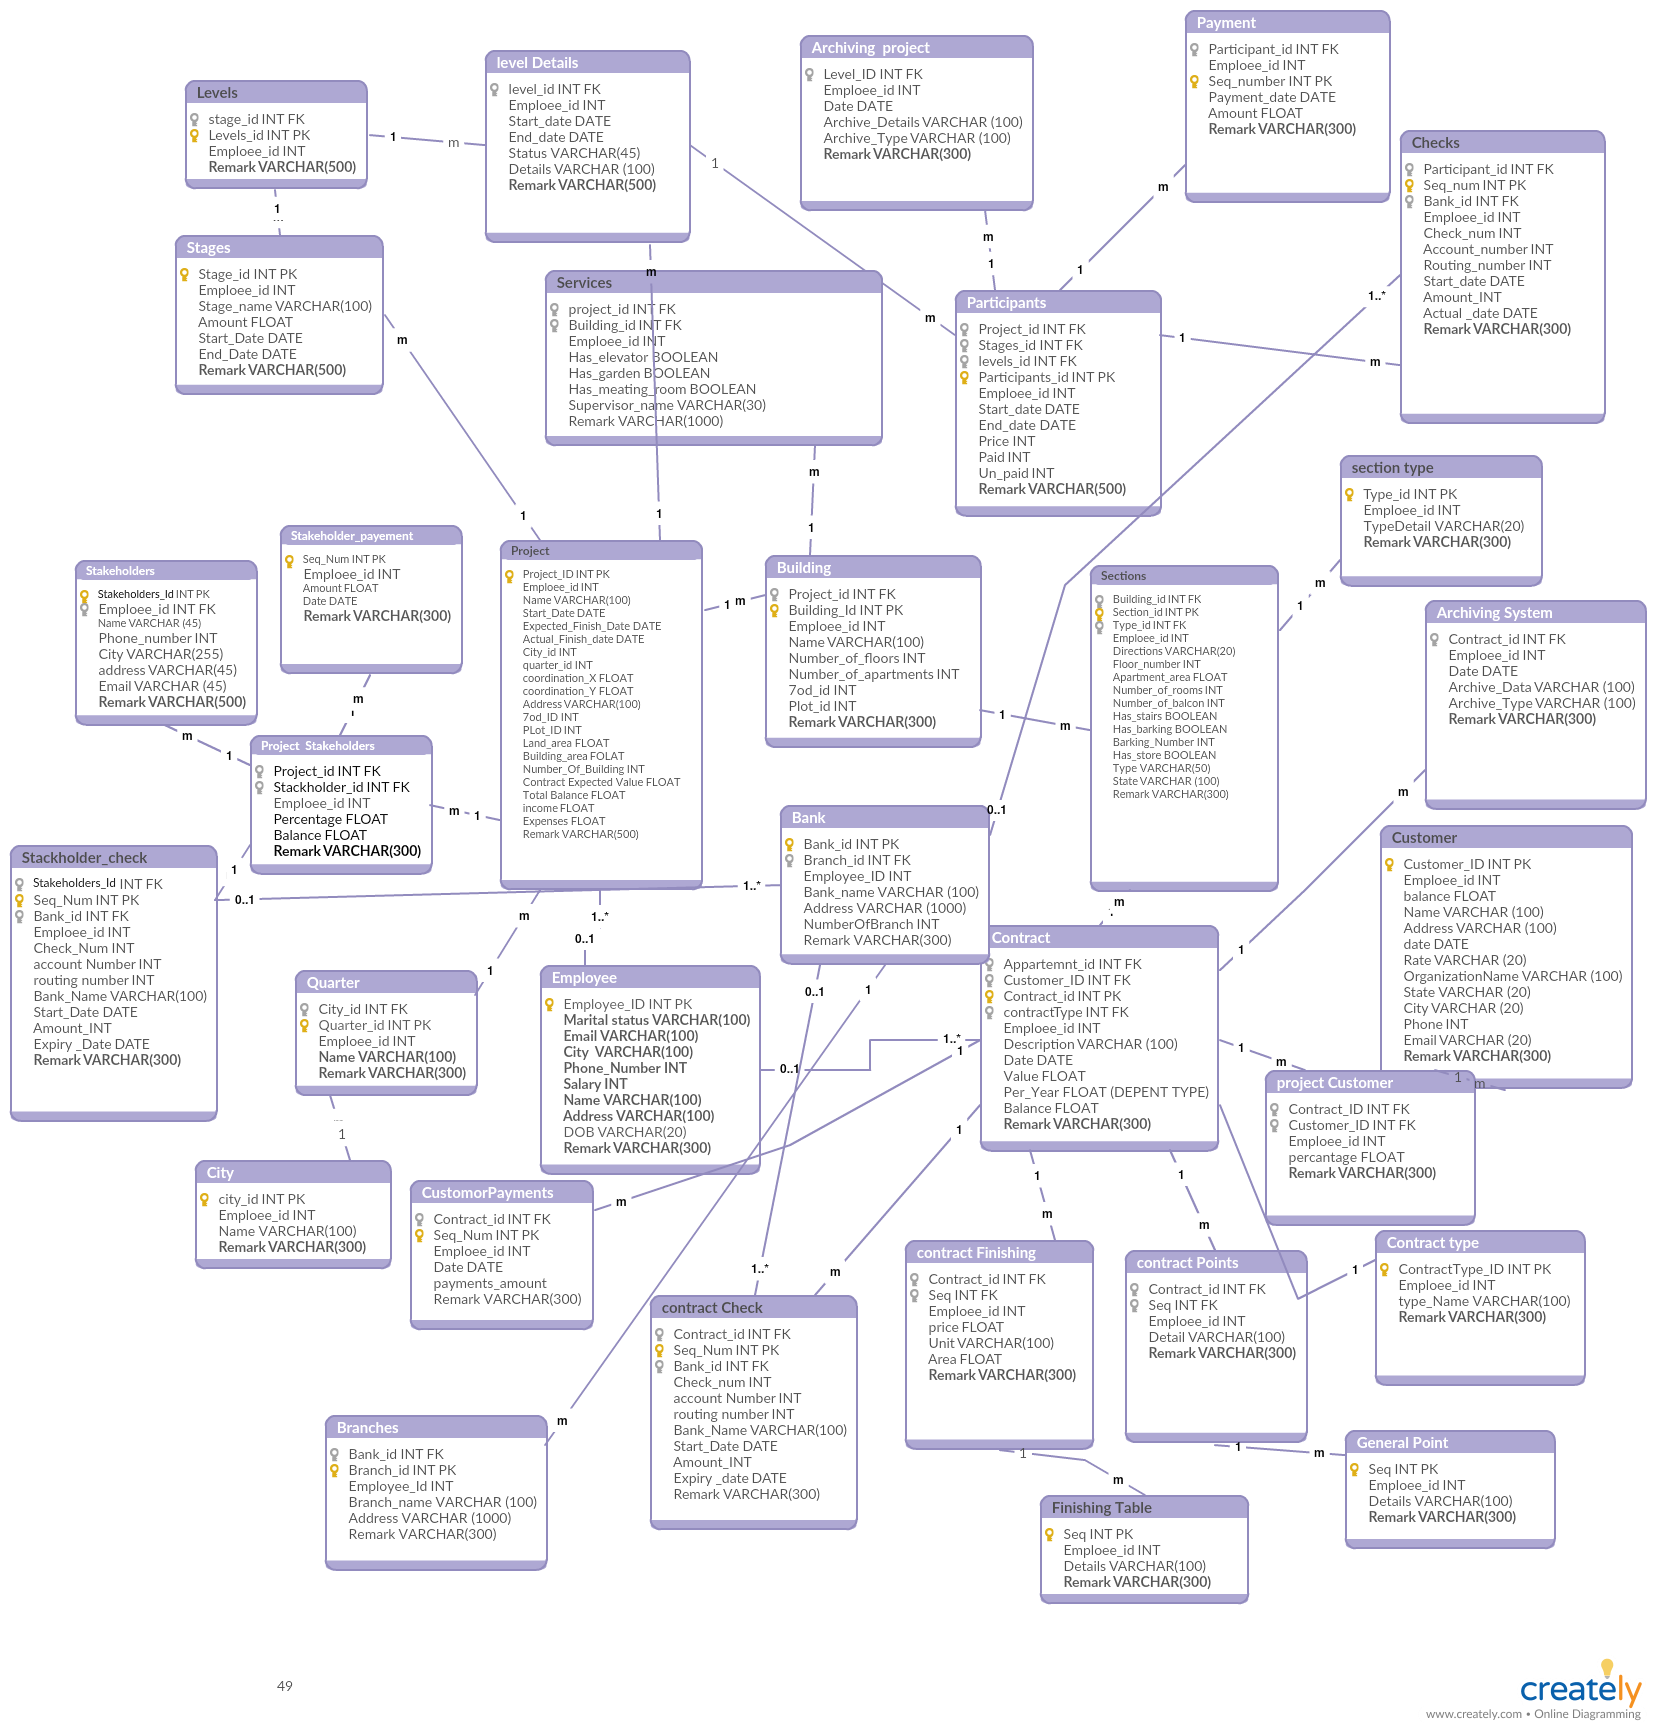 Payment
Participant_id INT FK
Emploee_id INT
Seq_number INT PK
Payment_date DATE
Amount FLOAT
Remark VARCHAR(300)
Archiving  project
Level_ID INT FK
Emploee_id INT
Date DATE
Archive_Details VARCHAR (100)
Archive_Type VARCHAR (100)
Remark VARCHAR(300)
level Details
level_id INT FK
Emploee_id INT
Start_date DATE
End_date DATE
Status VARCHAR(45)
Details VARCHAR (100)
Remark VARCHAR(500)
Levels
stage_id INT FK
Levels_id INT PK
Emploee_id INT
Remark VARCHAR(500)
1
m
1
m
1
...
m
1
m
1
Checks
Participant_id INT FK
Seq_num INT PK
Bank_id INT FK
Emploee_id INT
Check_num INT
Account_number INT
Routing_number INT
Start_date DATE
Amount_INT
Actual _date DATE
Remark VARCHAR(300)
Stages
Stage_id INT PK
Emploee_id INT
Stage_name VARCHAR(100)
Amount FLOAT
Start_Date DATE
End_Date DATE
Remark VARCHAR(500)
m
Services
project_id INT FK
Building_id INT FK
Emploee_id INT
Has_elevator BOOLEAN
Has_garden BOOLEAN
Has_meating_room BOOLEAN
Supervisor_name VARCHAR(30)
Remark VARCHAR(1000)
Participants
Project_id INT FK
Stages_id INT FK
levels_id INT FK
Participants_id INT PK
Emploee_id INT
Start_date DATE
End_date DATE
Price INT
Paid INT
Un_paid INT
Remark VARCHAR(500)
1..*
m
m
1
m
m
1
1
1
section type
Type_id INT PK
Emploee_id INT
TypeDetail VARCHAR(20)
Remark VARCHAR(300)
Stakeholder_payement
Seq_Num INT PK
Emploee_id INT
Amount FLOAT
Date DATE
Remark VARCHAR(300)
Stakeholders
Stakeholders_Id INT PK
Emploee_id INT FK
Name VARCHAR (45)
Phone_number INT
City VARCHAR(255)
address VARCHAR(45)
Email VARCHAR (45)
Remark VARCHAR(500)
Project
Project_ID INT PK
Emploee_id INT
Name VARCHAR(100)
Start_Date DATE
Expected_Finish_Date DATE
Actual_Finish_date DATE
City_id INT
quarter_id INT
coordination_X FLOAT
coordination_Y FLOAT
Address VARCHAR(100)
7od_ID INT
PLot_ID INT
Land_area FLOAT
Building_area FOLAT
Number_Of_Building INT
Contract Expected Value FLOAT
Total Balance FLOAT
income FLOAT
Expenses FLOAT
Remark VARCHAR(500)
1
m
Building
Project_id INT FK
Building_Id INT PK
Emploee_id INT
Name VARCHAR(100)
Number_of_floors INT
Number_of_apartments INT
7od_id INT
Plot_id INT
Remark VARCHAR(300)
Sections
Building_id INT FK
Section_id INT PK
Type_id INT FK
Emploee_id INT
Directions VARCHAR(20)
Floor_number INT
Apartment_area FLOAT
Number_of_rooms INT
Number_of_balcon INT
Has_stairs BOOLEAN
Has_barking BOOLEAN
Barking_Number INT
Has_store BOOLEAN
Type VARCHAR(50)
State VARCHAR (100)
Remark VARCHAR(300)
m
1
Archiving System
Contract_id INT FK
Emploee_id INT
Date DATE
Archive_Data VARCHAR (100)
Archive_Type VARCHAR (100)
Remark VARCHAR(300)
m
1
m
m
1
Project  Stakeholders
Project_id INT FK
Stackholder_id INT FK
Emploee_id INT
Percentage FLOAT
Balance FLOAT
Remark VARCHAR(300)
m
1
m
0..1
Stackholder_check
Stakeholders_Id INT FK
Seq_Num INT PK
Bank_id INT FK
Emploee_id INT
Check_Num INT
account Number INT
routing number INT
Bank_Name VARCHAR(100)
Start_Date DATE
Amount_INT
Expiry _Date DATE
Remark VARCHAR(300)
1
0..1
1..*
Bank
Bank_id INT PK
Branch_id INT FK
Employee_ID INT
Bank_name VARCHAR (100)
Address VARCHAR (1000)
NumberOfBranch INT
Remark VARCHAR(300)
Customer
Customer_ID INT PK
Emploee_id INT
balance FLOAT
Name VARCHAR (100)
Address VARCHAR (100)
date DATE
Rate VARCHAR (20)
OrganizationName VARCHAR (100)
State VARCHAR (20)
City VARCHAR (20)
Phone INT
Email VARCHAR (20)
Remark VARCHAR(300)
m
1..*
0..1
m
1
1
Contract
Appartemnt_id INT FK
Customer_ID INT FK
Contract_id INT PK
contractType INT FK
Emploee_id INT
Description VARCHAR (100)
Date DATE
Value FLOAT
Per_Year FLOAT (DEPENT TYPE)
Balance FLOAT
Remark VARCHAR(300)
Quarter
City_id INT FK
Quarter_id INT PK
Emploee_id INT
Name VARCHAR(100)
Remark VARCHAR(300)
Employee
Employee_ID INT PK
Marital status VARCHAR(100)
Email VARCHAR(100)
City  VARCHAR(100)
Phone_Number INT
Salary INT
Name VARCHAR(100)
Address VARCHAR(100)
DOB VARCHAR(20)
Remark VARCHAR(300)
0..1
1
1..*
1
0..1
1
m
1
m
project Customer
Contract_ID INT FK
Customer_ID INT FK
Emploee_id INT
percantage FLOAT
Remark VARCHAR(300)
...
1
1
City
city_id INT PK
Emploee_id INT
Name VARCHAR(100)
Remark VARCHAR(300)
CustomorPayments
Contract_id INT FK
Seq_Num INT PK
Emploee_id INT
Date DATE
payments_amount
Remark VARCHAR(300)
m
1
m
1
m
1..*
m
contract Finishing
Contract_id INT FK
Seq INT FK
Emploee_id INT
price FLOAT
Unit VARCHAR(100)
Area FLOAT
Remark VARCHAR(300)
contract Points
Contract_id INT FK
Seq INT FK
Emploee_id INT
Detail VARCHAR(100)
Remark VARCHAR(300)
1
Contract type
ContractType_ID INT PK
Emploee_id INT
type_Name VARCHAR(100)
Remark VARCHAR(300)
contract Check
Contract_id INT FK
Seq_Num INT PK
Bank_id INT FK
Check_num INT
account Number INT
routing number INT
Bank_Name VARCHAR(100)
Start_Date DATE
Amount_INT
Expiry _date DATE
Remark VARCHAR(300)
m
Branches
Bank_id INT FK
Branch_id INT PK
Employee_Id INT
Branch_name VARCHAR (100)
Address VARCHAR (1000)
Remark VARCHAR(300)
1
m
1
m
General Point
Seq INT PK
Emploee_id INT
Details VARCHAR(100)
Remark VARCHAR(300)
Finishing Table
Seq INT PK
Emploee_id INT
Details VARCHAR(100)
Remark VARCHAR(300)
49
creately
www.creately.com • Online Diagramming